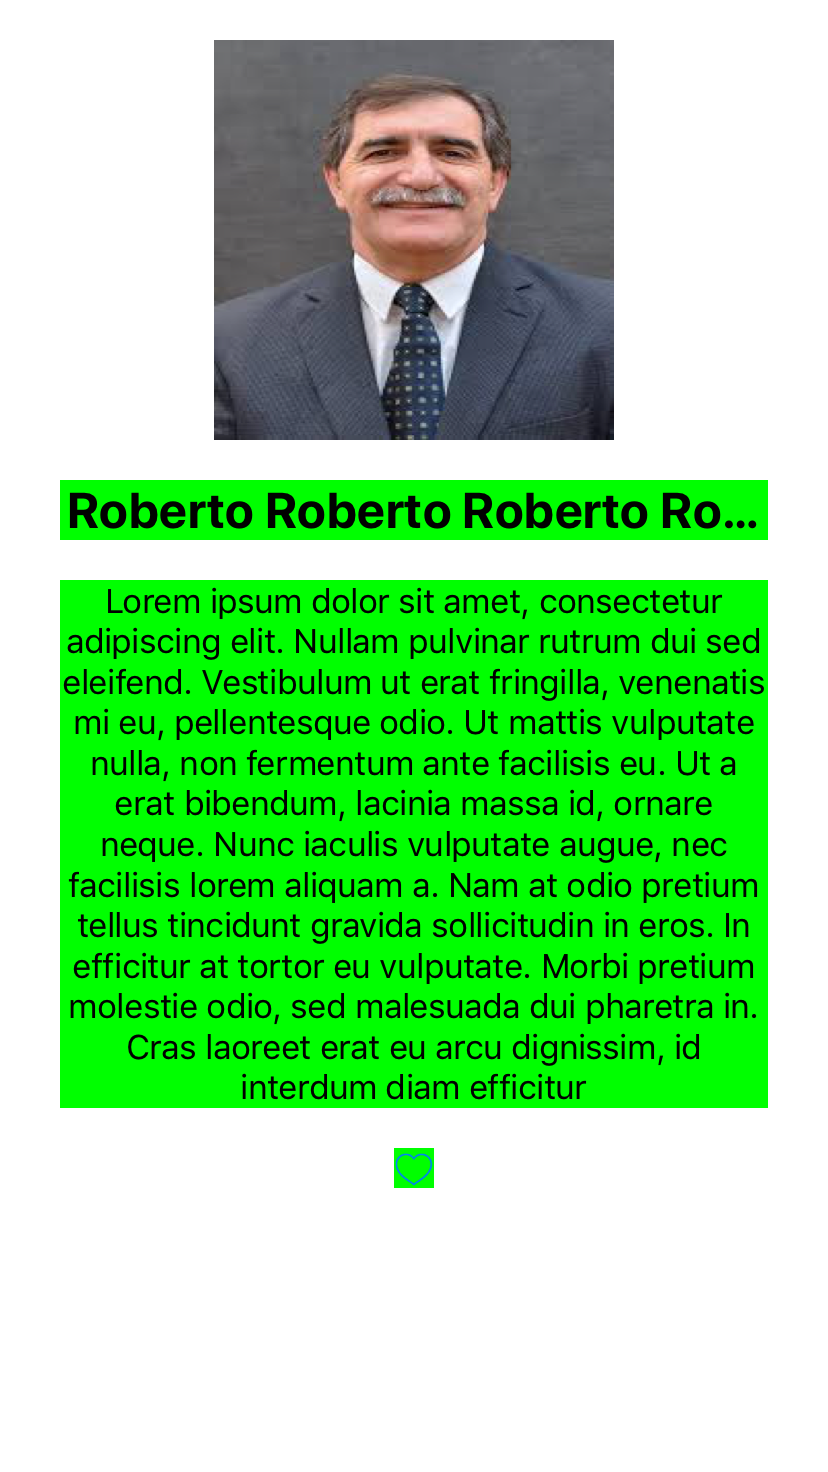 Roberto Roberto Roberto Ro...
Lorem ipsum dolor sit amet, consectetur
adipiscing elit. Nullam pulvinar rutrum dui sed
eleifend. Vestibulum ut erat fringilla, venenatis
mi eu, pellentesque odio. Ut mattis vulputate
nulla, non fermentum ante facilisis eu. Ut a
erat bibendum, lacinia massa id, ornare
neque. Nunc iaculis vulputate augue, nec
facilisis lorem aliquam a. Nam at odio pretium
tellus tincidunt gravida sollicitudin in eros. In
efficitur at tortor eu vulputate. Morbi pretium
molestie odio, sed malesuada dui pharetra in.
Cras laoreet erat eu arcu dignissim, id
interdum diam efficitur